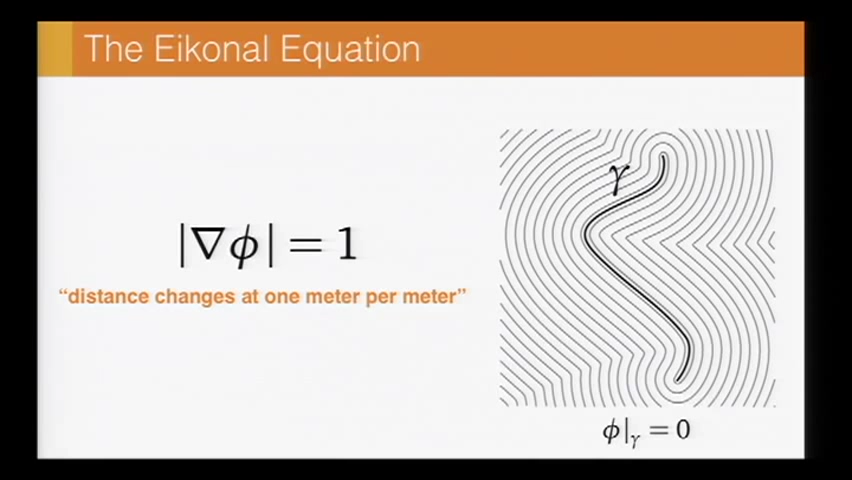 The Eikonal Equation
|∇ϕ| = 1
“distance changes at one meter per meter”
γ
ϕ|γ = 0